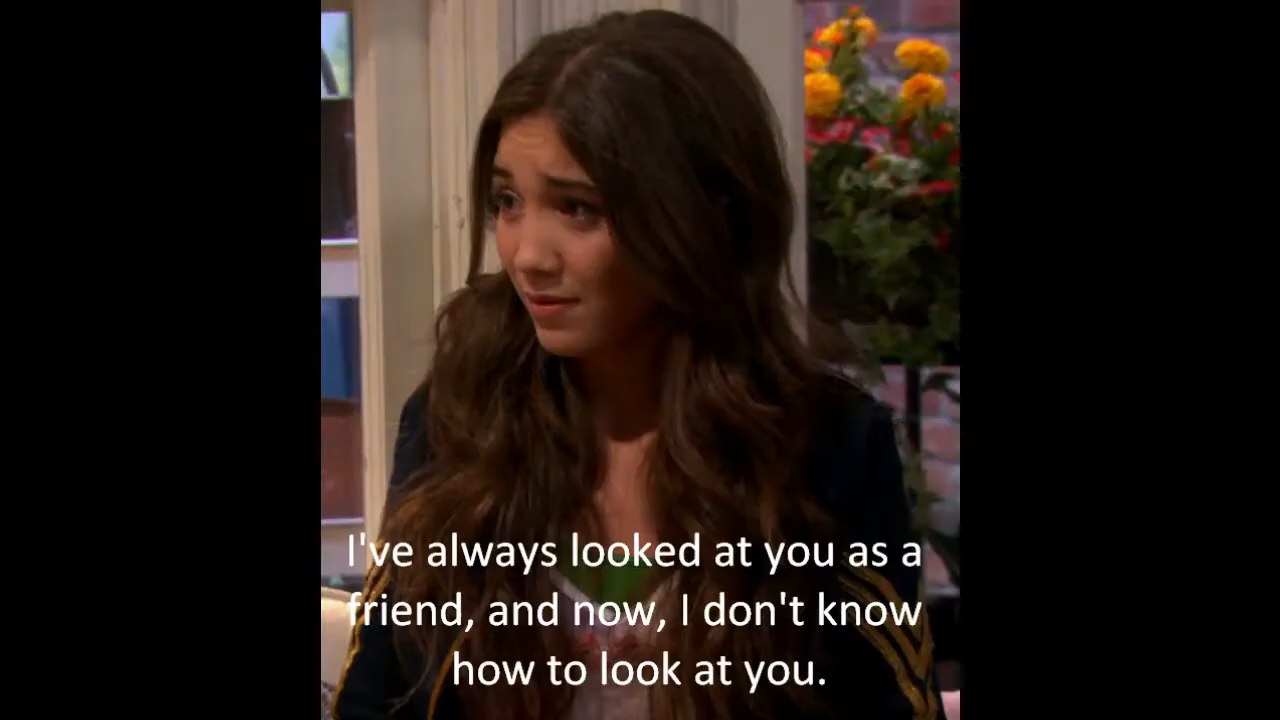 I've always looked at you as a
friend, and now, I don't know
how to look at you.